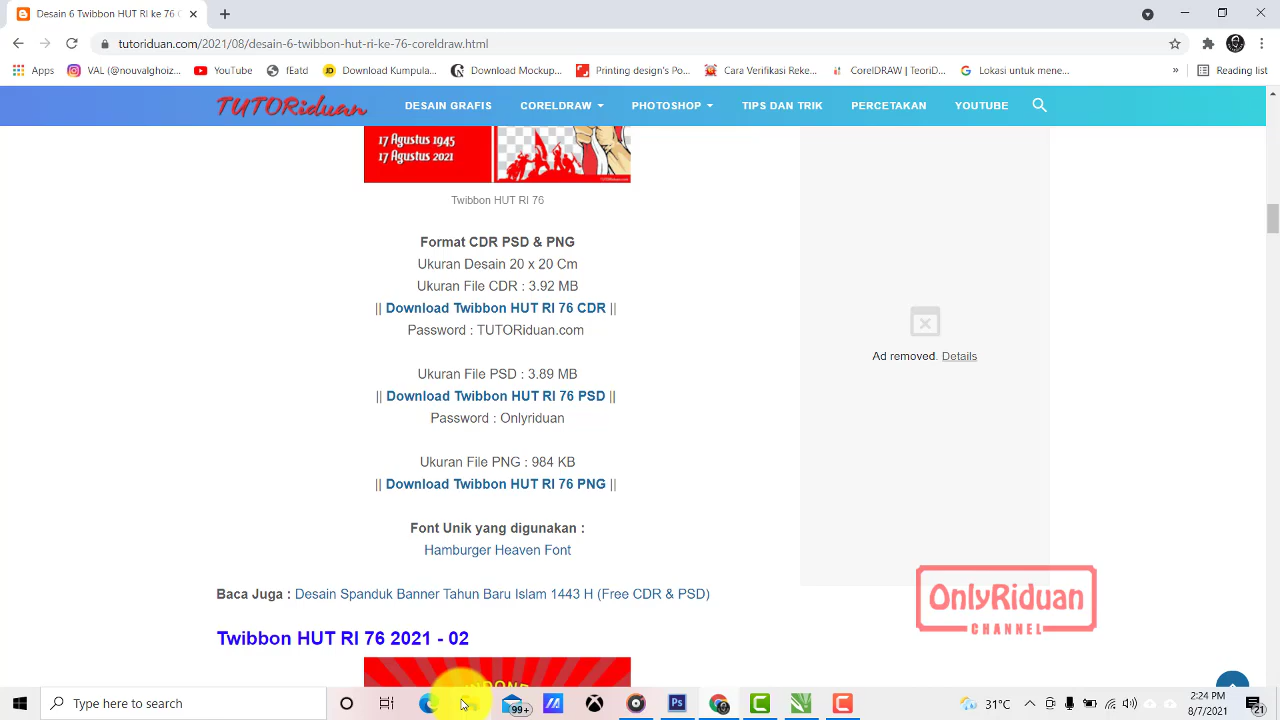 Desain 6 Twibbon HUT RI ke 76 C
tutoriduan.com/2021/08/desain-6-twibbon-hut-ri-ke-76-coreldraw.html
Apps VAL (@nouvalghoiz... YouTube fEatd Download Kumpula... Download Mockup... Printing design's Po... Cara Verifikasi Reke... CorelDRAW | TeoriD... Lokasi untuk mene... » Reading list
TUTORiduan DESAIN GRAFIS CORELDRAW PHOTOSHOP TIPS DAN TRIK PERCETAKAN YOUTUBE
17 Agustus 1945
17 Agustus 2021
Twibbon HUT RI 76
Format CDR PSD & PNG
Ukuran Desain 20 x 20 Cm
Ukuran File CDR : 3.92 MB
|| Download Twibbon HUT RI 76 CDR ||
Password : TUTORiduan.com
Ukuran File PSD : 3.89 MB
|| Download Twibbon HUT RI 76 PSD ||
Password : Onlyriduan
Ukuran File PNG : 984 KB
|| Download Twibbon HUT RI 76 PNG ||
Font Unik yang digunakan :
Hamburger Heaven Font
Baca Juga : Desain Spanduk Banner Tahun Baru Islam 1443 H (Free CDR & PSD)
Twibbon HUT RI 76 2021 - 02
Ad removed. Details
OnlyRiduan
CHANNEL
Type here to search
99+
31°C
2:24 PM
8/7/2021
21